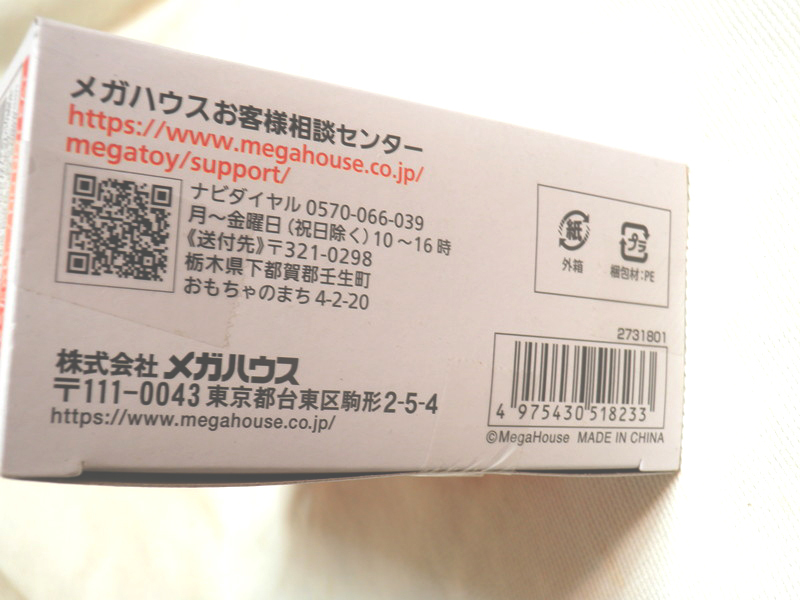 メガハウスお客様相談センター
https://www.megahouse.co.jp/
megatoy/support/
ナビダイヤル 0570-066-039
月～金曜日（祝日除く）10～16時
《送付先》〒321-0298
栃木県下都賀郡壬生町
おもちゃのまち 4-2-20
紙
外箱
プラ
梱包材:PE
2731801
4 975430 518233
©MegaHouse MADE IN CHINA
株式会社 メガハウス
〒111-0043 東京都台東区駒形2-5-4
https://www.megahouse.co.jp/